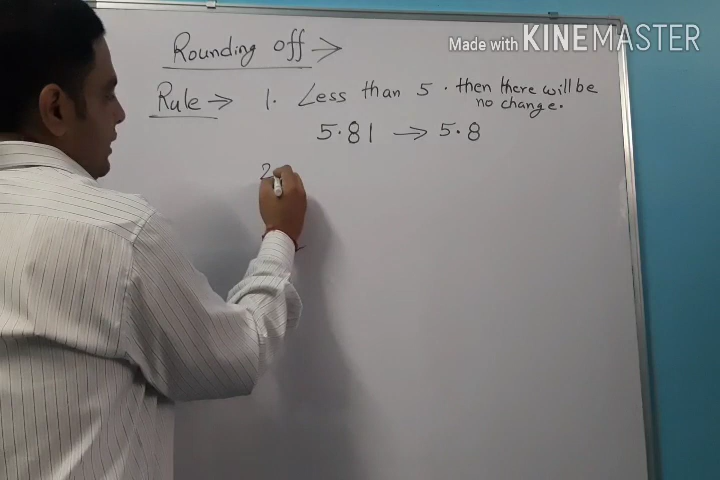 Made with KINEMASTER
Rounding off →
Rule → 1. Less than 5. then there will be
no change.
5.81 → 5.8
2